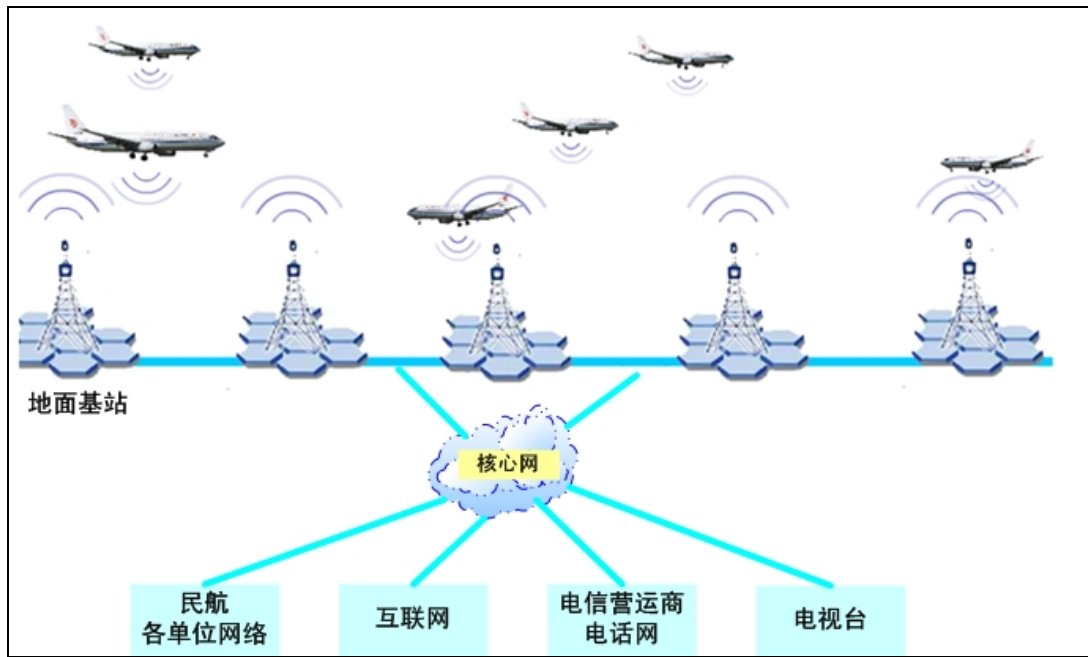 地面基站
核心网
民航
各单位网络
互联网
电信营运商
电话网
电视台